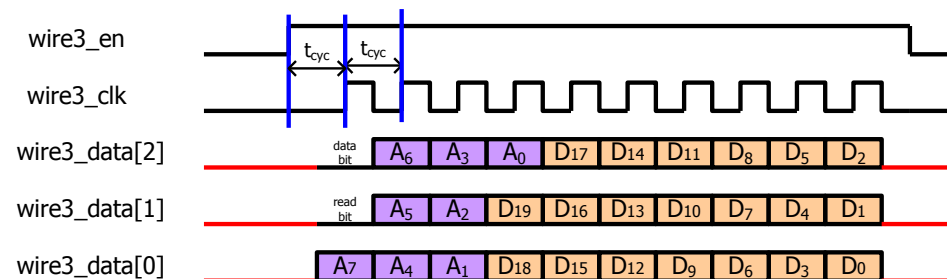 wire3_en
t_cyc t_cyc
wire3_clk
wire3_data[2] data bit A₆ A₃ A₀ D₁₇ D₁₄ D₁₁ D₈ D₅ D₂
wire3_data[1] read bit A₅ A₂ D₁₉ D₁₆ D₁₃ D₁₀ D₇ D₄ D₁
wire3_data[0] A₇ A₄ A₁ D₁₈ D₁₅ D₁₂ D₉ D₆ D₃ D₀